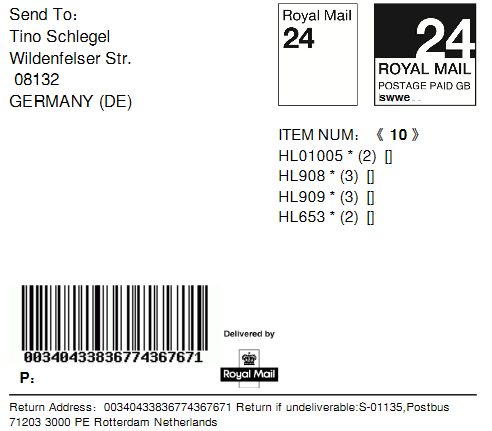 Send To：
Tino Schlegel
Wildenfelser Str.
08132
GERMANY (DE)
Royal Mail
24
24
ROYAL MAIL
POSTAGE PAID GB
swwe
ITEM NUM： 《 10 》
HL01005 * (2) []
HL908 * (3) []
HL909 * (3) []
HL653 * (2) []
00340433836774367671
P：
Delivered by
Royal Mail
Return Address： 00340433836774367671 Return if undeliverable:S-01135,Postbus
71203 3000 PE Rotterdam Netherlands